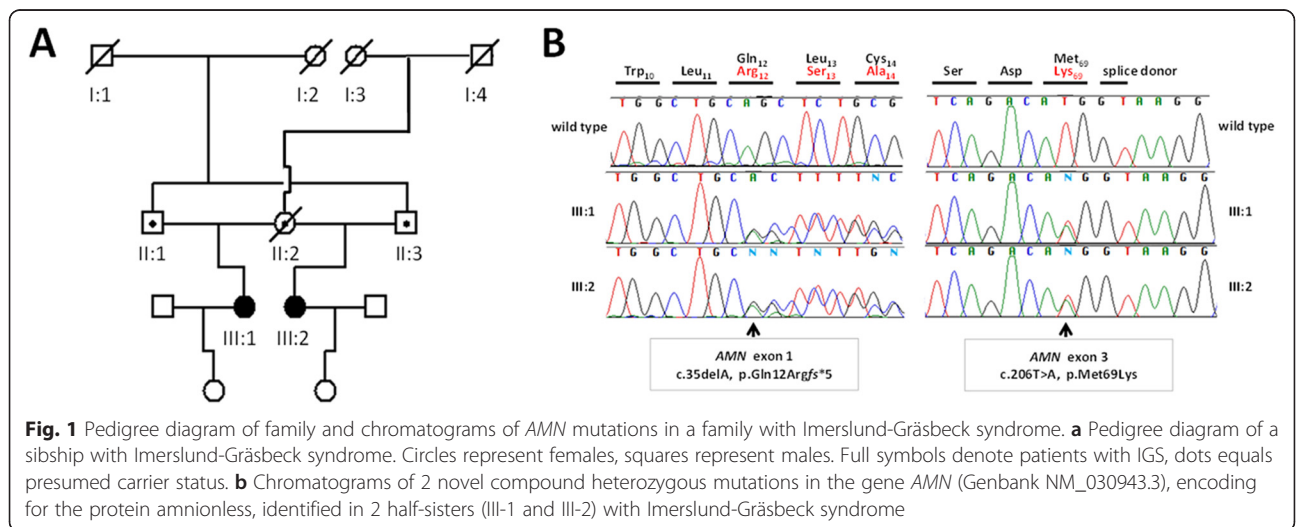 A
I:1
I:2
I:3
I:4
II:1
II:2
II:3
III:1
III:2
B
Trp10
Leu11
Gln12
Arg12
Leu13
Ser13
Cys14
Ala14
T G G C T G C A G C T C T G C G
wild type
T G G C T G C A C T T T T N C
III:1
T G G C T G C N N T N T T G N
III:2
AMN exon 1
c.35delA, p.Gln12Argfs*5
Ser
Asp
Met69
Lys69
splice donor
T C A G A C A T G G T A A G G
wild type
T C A G A C A N G G T A A G G
III:1
T C A G A C A N G G T A A G G
III:2
AMN exon 3
c.206T>A, p.Met69Lys
Fig. 1 Pedigree diagram of family and chromatograms of AMN mutations in a family with Imerslund-Gräsbeck syndrome. a Pedigree diagram of a
sibship with Imerslund-Gräsbeck syndrome. Circles represent females, squares represent males. Full symbols denote patients with IGS, dots equals
presumed carrier status. b Chromatograms of 2 novel compound heterozygous mutations in the gene AMN (Genbank NM_030943.3), encoding
for the protein amnionless, identified in 2 half-sisters (III-1 and III-2) with Imerslund-Gräsbeck syndrome